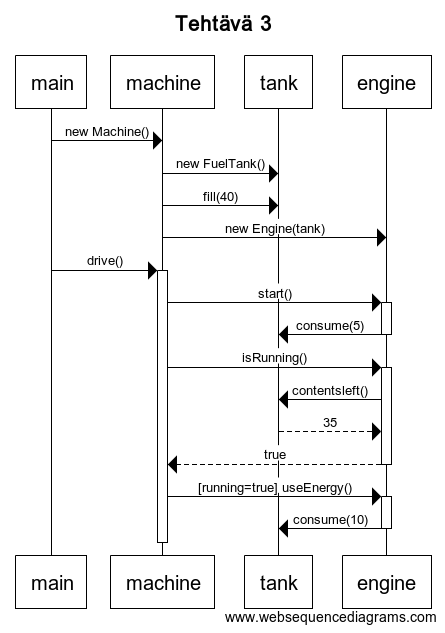 Tehtävä 3
main machine tank engine
new Machine()
new FuelTank()
fill(40)
new Engine(tank)
drive()
start()
consume(5)
isRunning()
contentsleft()
35
true
[running=true] useEnergy()
consume(10)
main machine tank engine
www.websequencediagrams.com